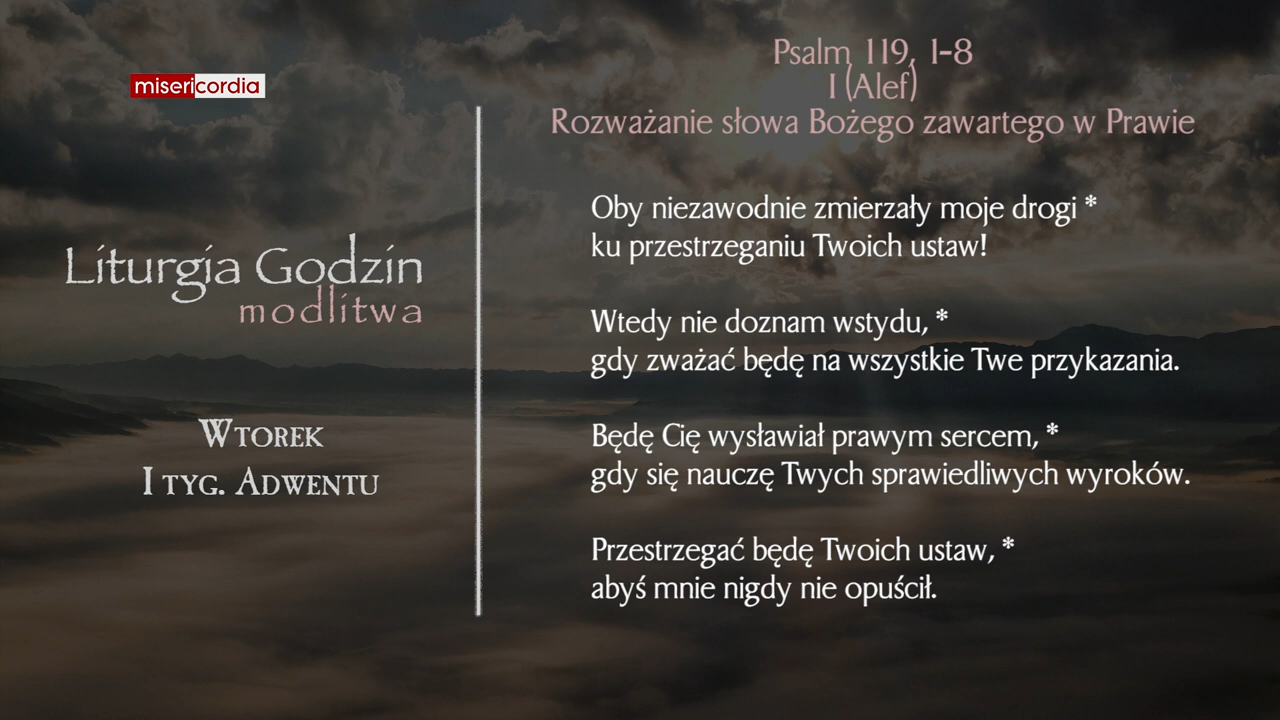 misericordia
Liturgia Godzin
modlitwa
Wtorek
I tyg. Adwentu
Psalm 119, 1-8
I (Alef)
Rozważanie słowa Bożego zawartego w Prawie
Oby niezawodnie zmierzały moje drogi *
ku przestrzeganiu Twoich ustaw!
Wtedy nie doznam wstydu, *
gdy zważać będę na wszystkie Twe przykazania.
Będę Cię wysławiał prawym sercem, *
gdy się nauczę Twych sprawiedliwych wyroków.
Przestrzegać będę Twoich ustaw, *
abyś mnie nigdy nie opuścił.